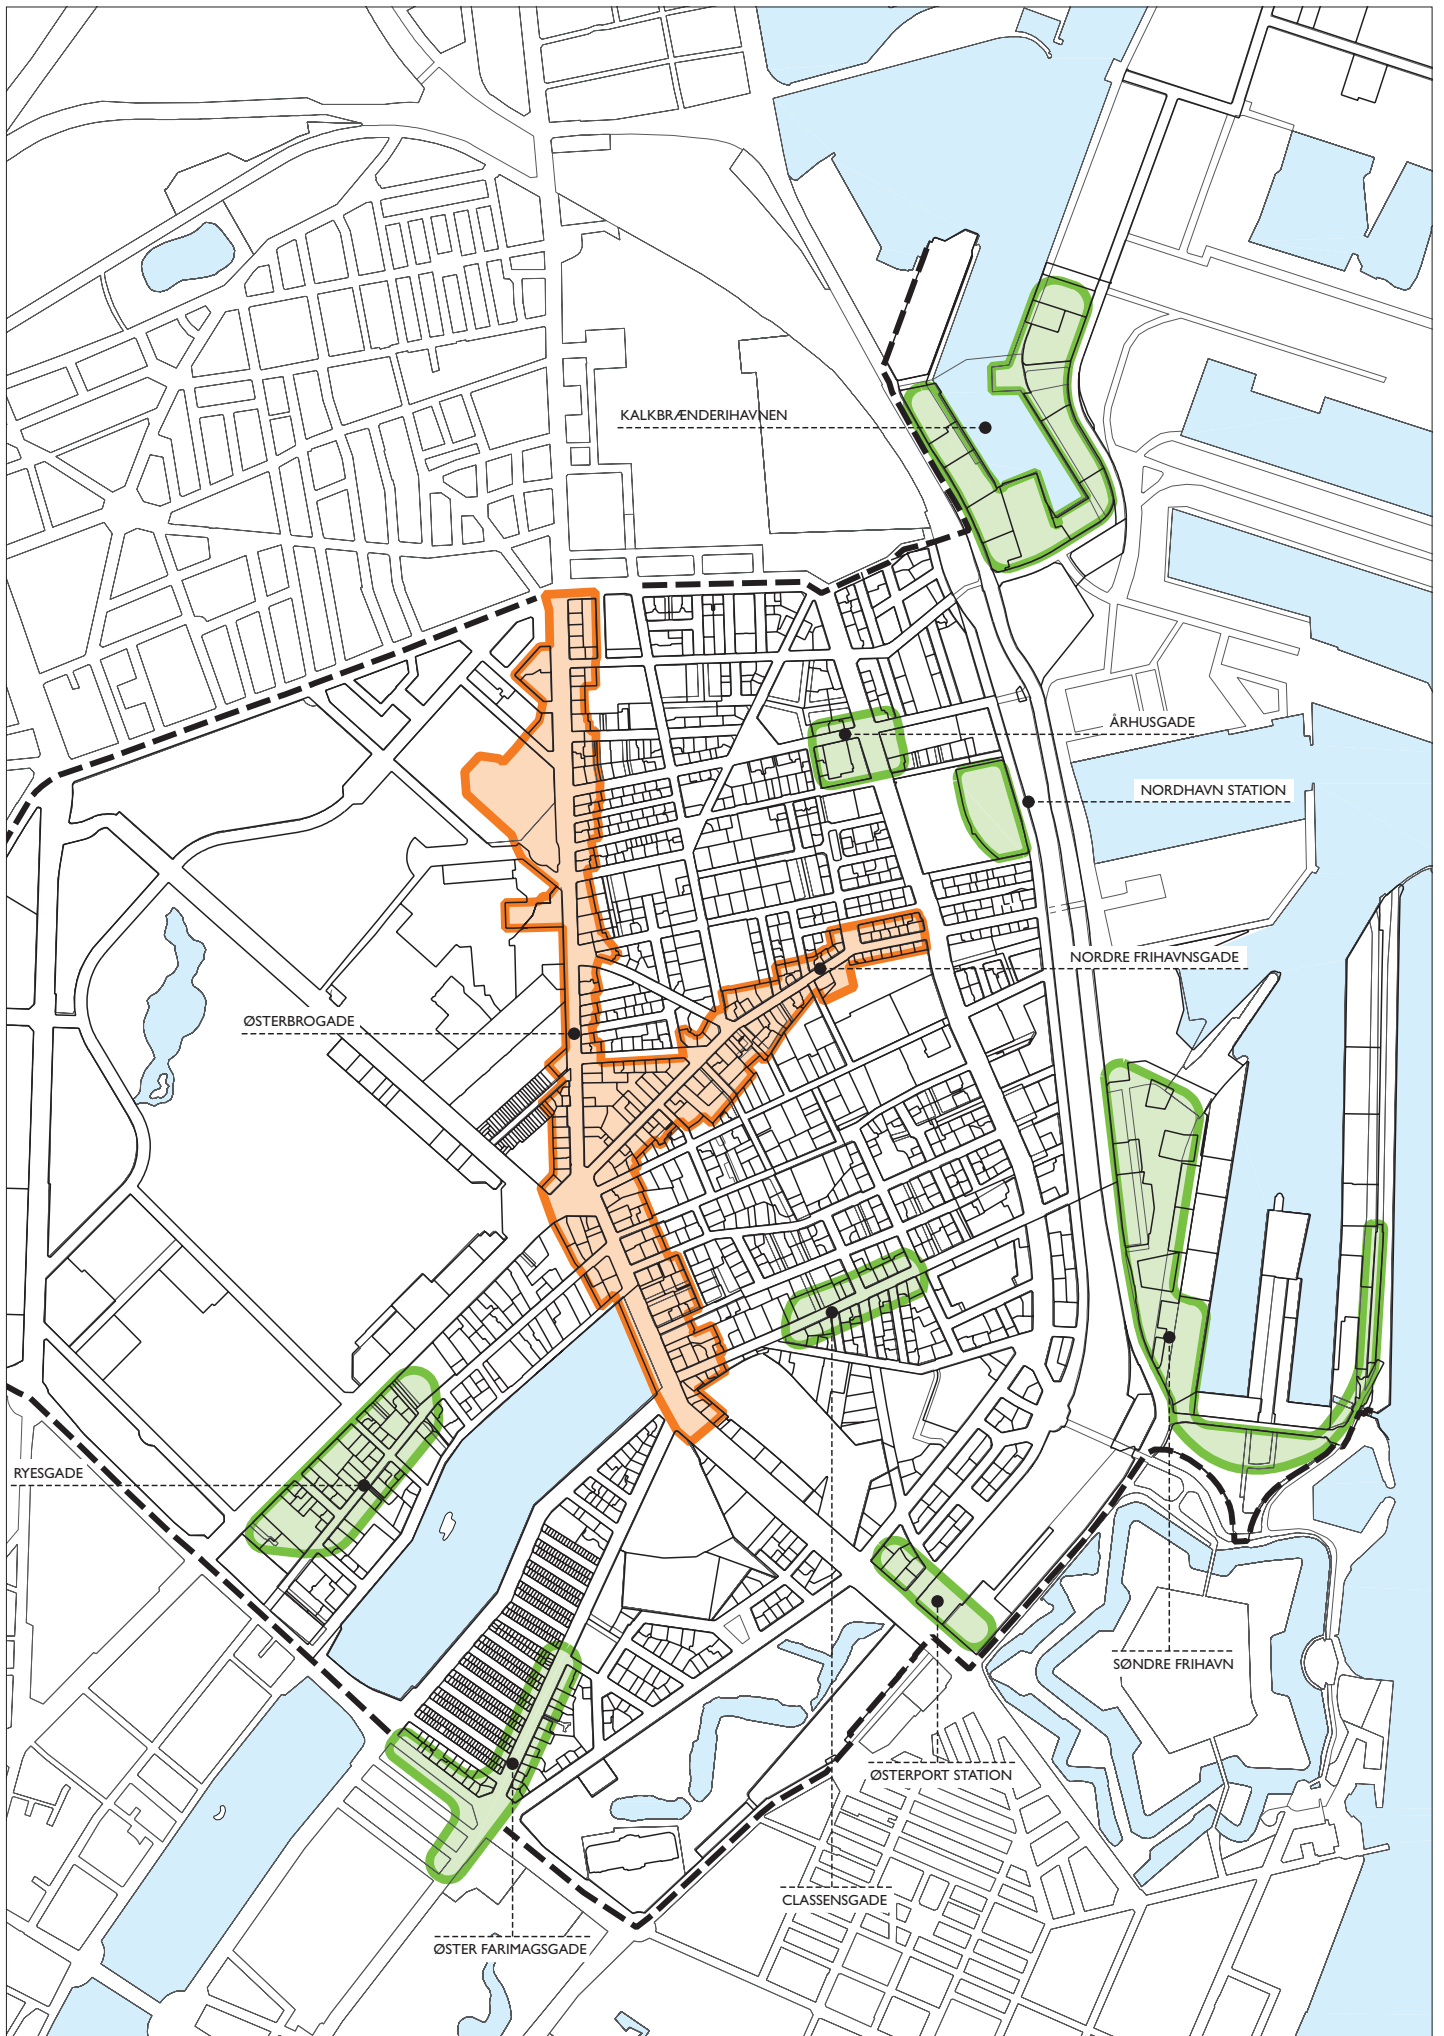 KALKBRÆNDERIHAVNEN
ÅRHUSGADE
NORDHAVN STATION
NORDRE FRIHAVNSGADE
ØSTERBROGADE
RYESGADE
SØNDRE FRIHAVN
ØSTERPORT STATION
CLASSENSGADE
ØSTER FARIMAGSGADE